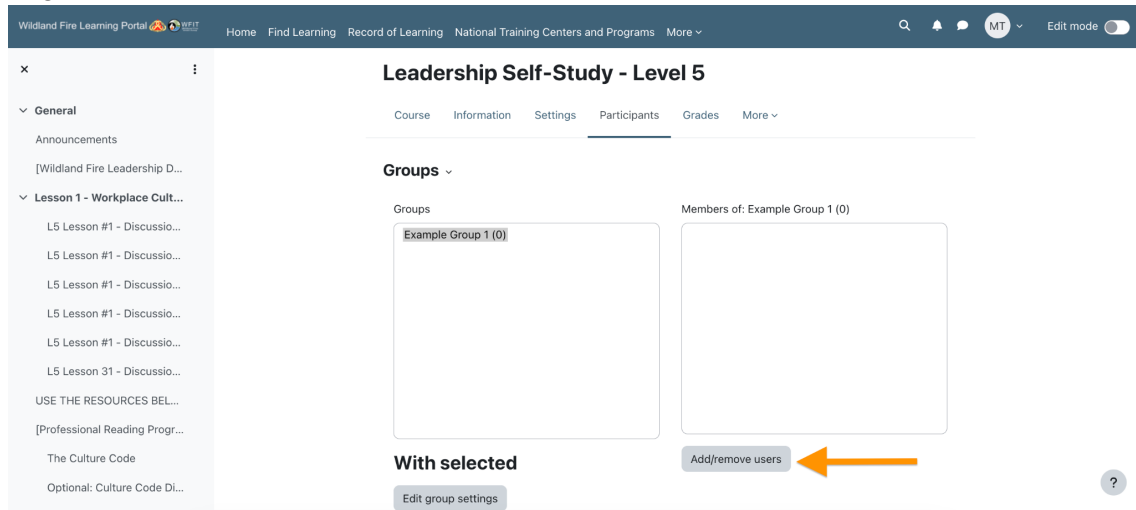 Wildland Fire Learning Portal WFIT
Home Find Learning Record of Learning National Training Centers and Programs More
MT
Edit mode
General
Announcements
[Wildland Fire Leadership D...
Lesson 1 - Workplace Cult...
L5 Lesson #1 - Discussio...
L5 Lesson #1 - Discussio...
L5 Lesson #1 - Discussio...
L5 Lesson #1 - Discussio...
L5 Lesson #1 - Discussio...
L5 Lesson 31 - Discussio...
USE THE RESOURCES BEL...
[Professional Reading Progr...
The Culture Code
Optional: Culture Code Di...
Leadership Self-Study - Level 5
Course Information Settings Participants Grades More
Groups
Groups
Example Group 1 (0)
With selected
Edit group settings
Members of: Example Group 1 (0)
Add/remove users
?